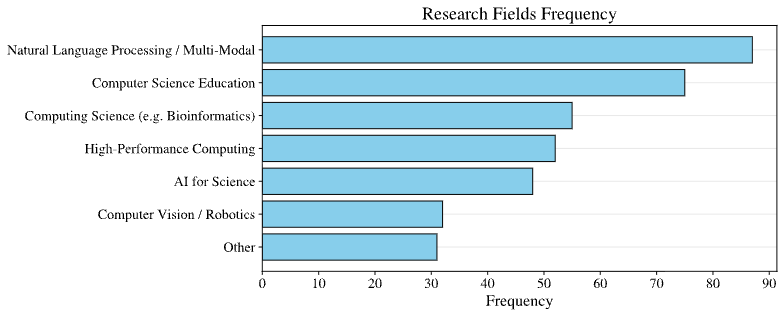 Research Fields Frequency
Natural Language Processing / Multi-Modal
Computer Science Education
Computing Science (e.g. Bioinformatics)
High-Performance Computing
AI for Science
Computer Vision / Robotics
Other
0 10 20 30 40 50 60 70 80 90
Frequency